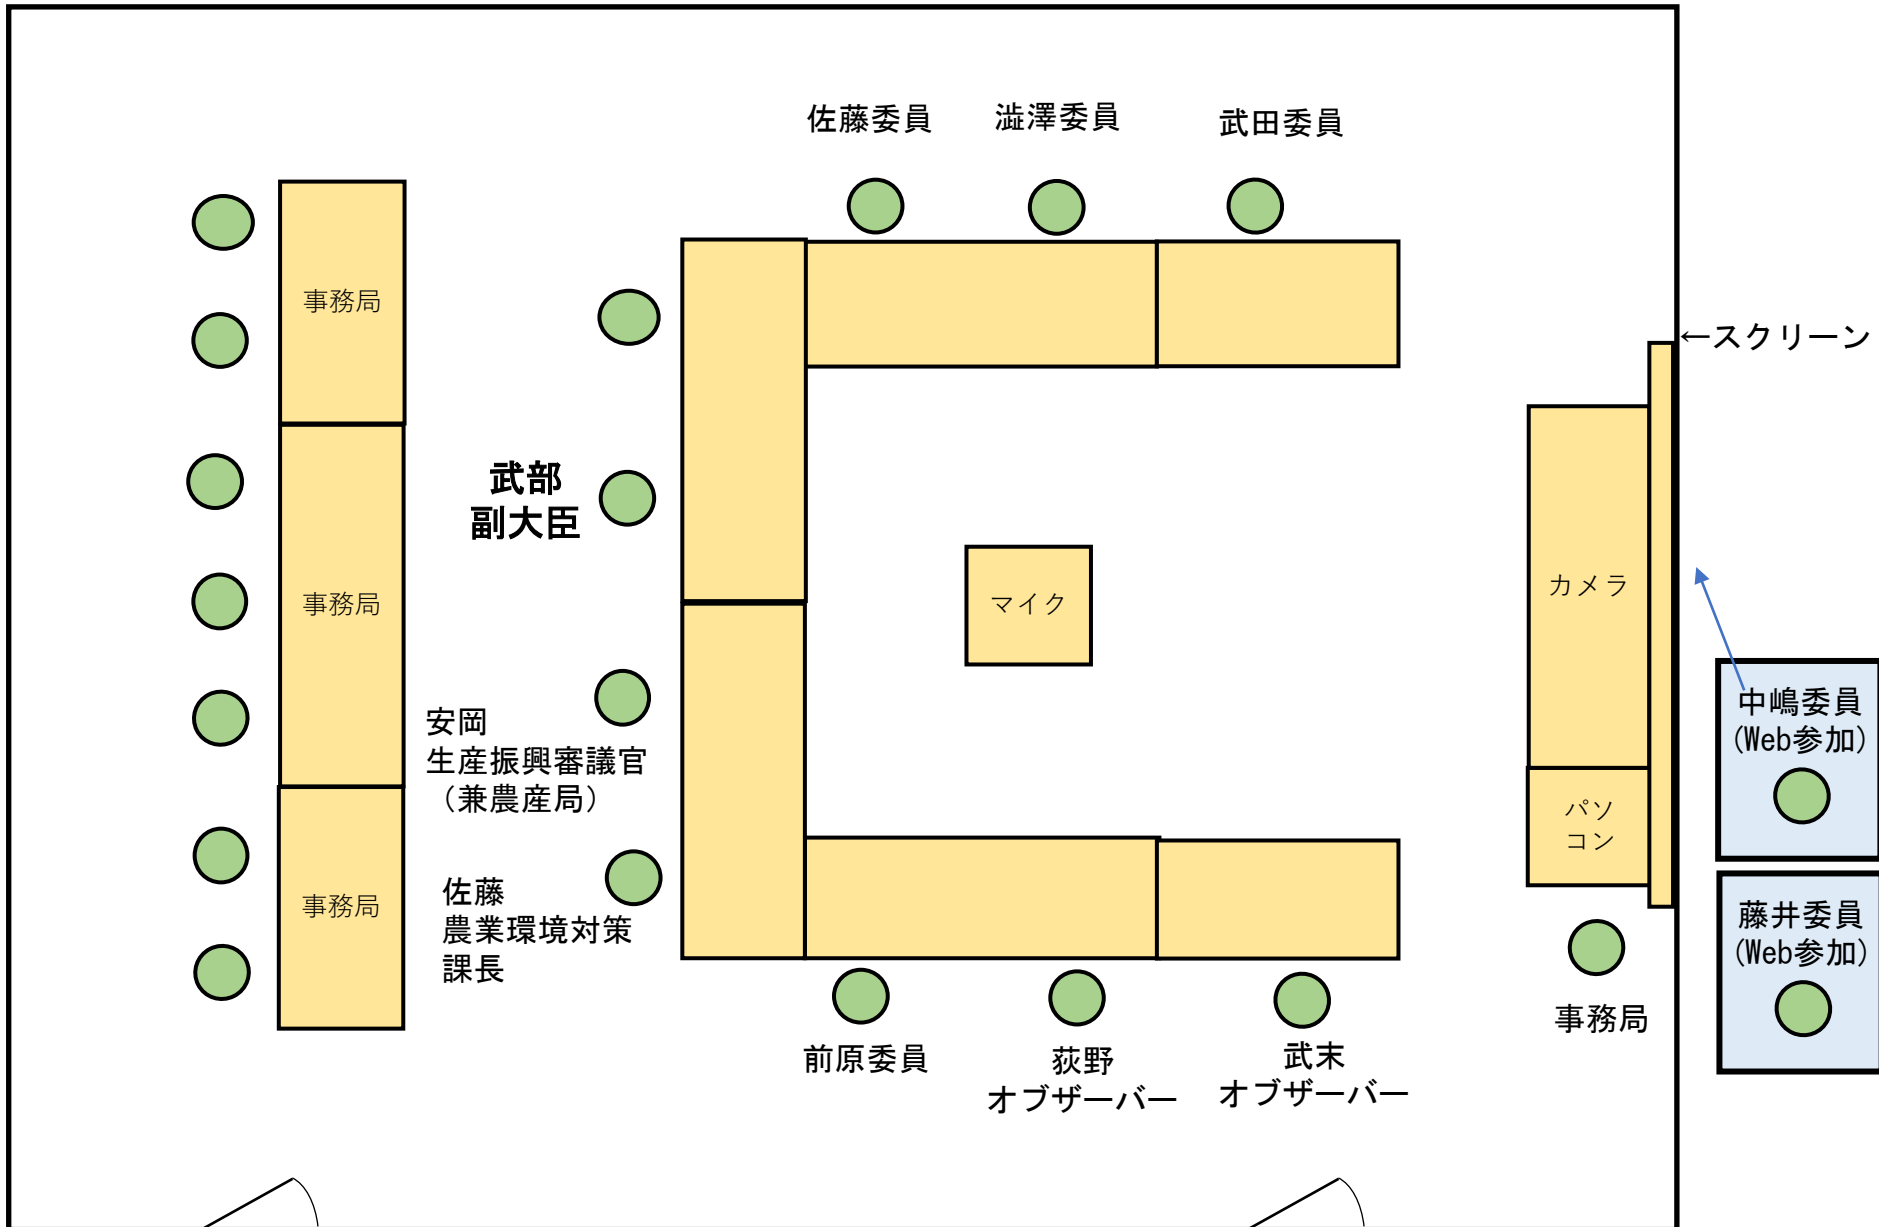 佐藤委員
澁澤委員
武田委員
事務局
←スクリーン
武部
副大臣
事務局
マイク
カメラ
安岡
生産振興審議官
（兼農産局）
中嶋委員
(Web参加)
パソ
コン
事務局
佐藤
農業環境対策
課長
藤井委員
(Web参加)
事務局
前原委員
荻野
オブザーバー
武末
オブザーバー